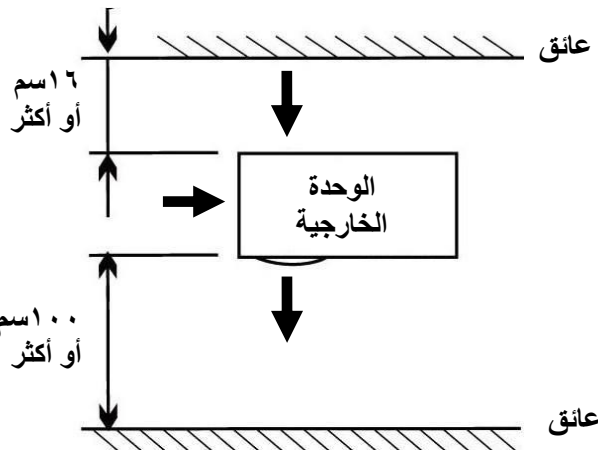 عائق
١٦سم
أو أكثر
الوحدة
الخارجية
١٠٠سم
أو أكثر
عائق